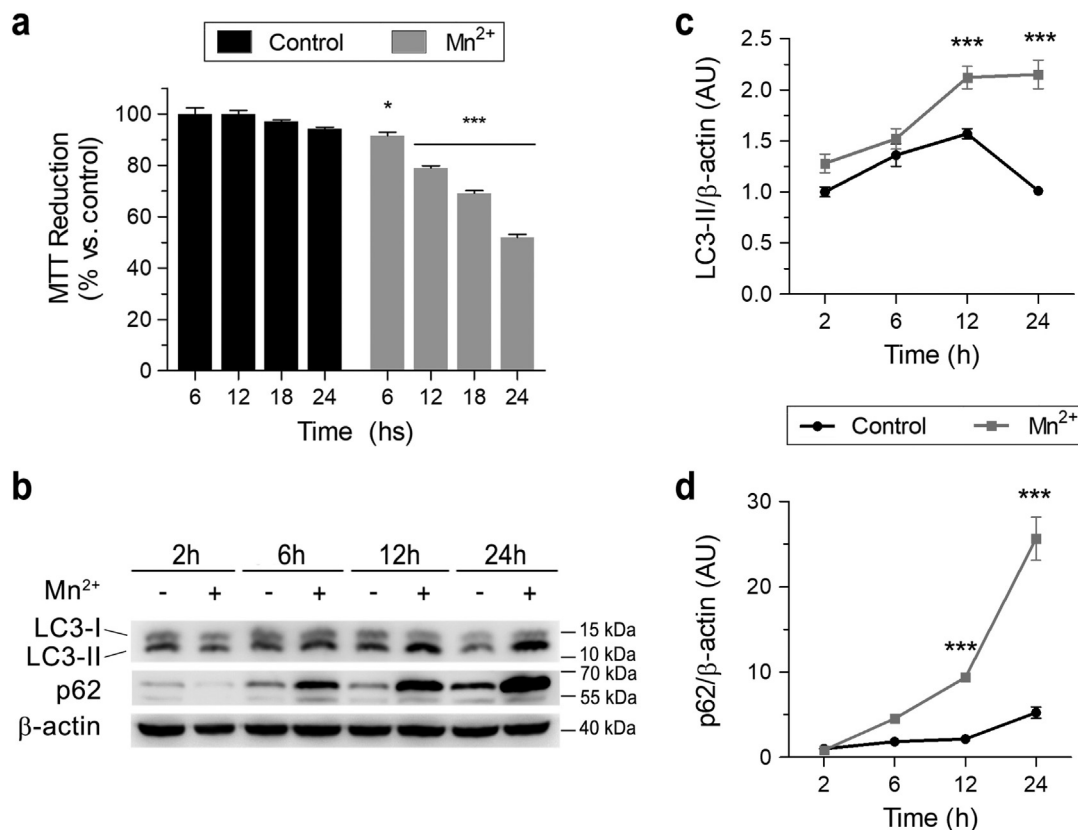 a
Control
Mn²⁺
MTT Reduction
(% vs. control)
100
80
60
40
20
0
*
***
6 12 18 24 6 12 18 24
Time (hs)
b
2h 6h 12h 24h
Mn²⁺ - + - + - + - +
LC3-I
LC3-II
15 kDa
10 kDa
p62
70 kDa
55 kDa
β-actin
40 kDa
c
LC3-II/β-actin (AU)
2.5
2.0
1.5
1.0
0.5
0.0
*** ***
2 6 12 24
Time (h)
Control Mn²⁺
d
p62/β-actin (AU)
30
20
10
0
***
***
2 6 12 24
Time (h)